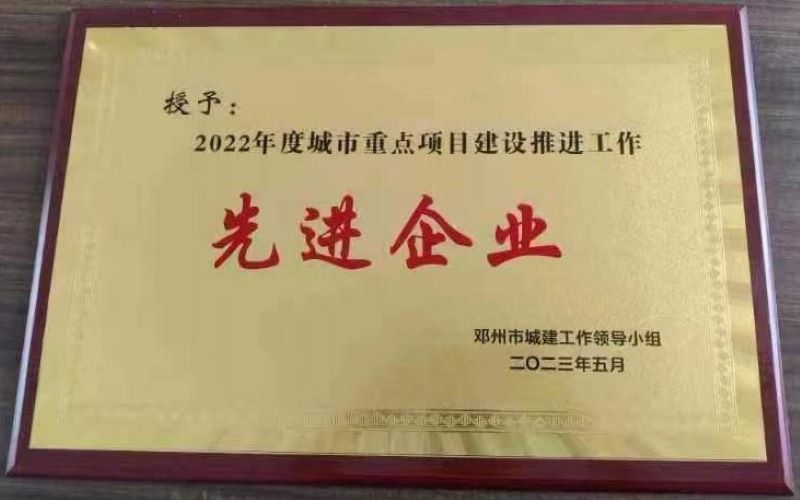 授予：
2022年度城市重点项目建设推进工作
先进企业
邓州市城建工作领导小组
二〇二三年五月